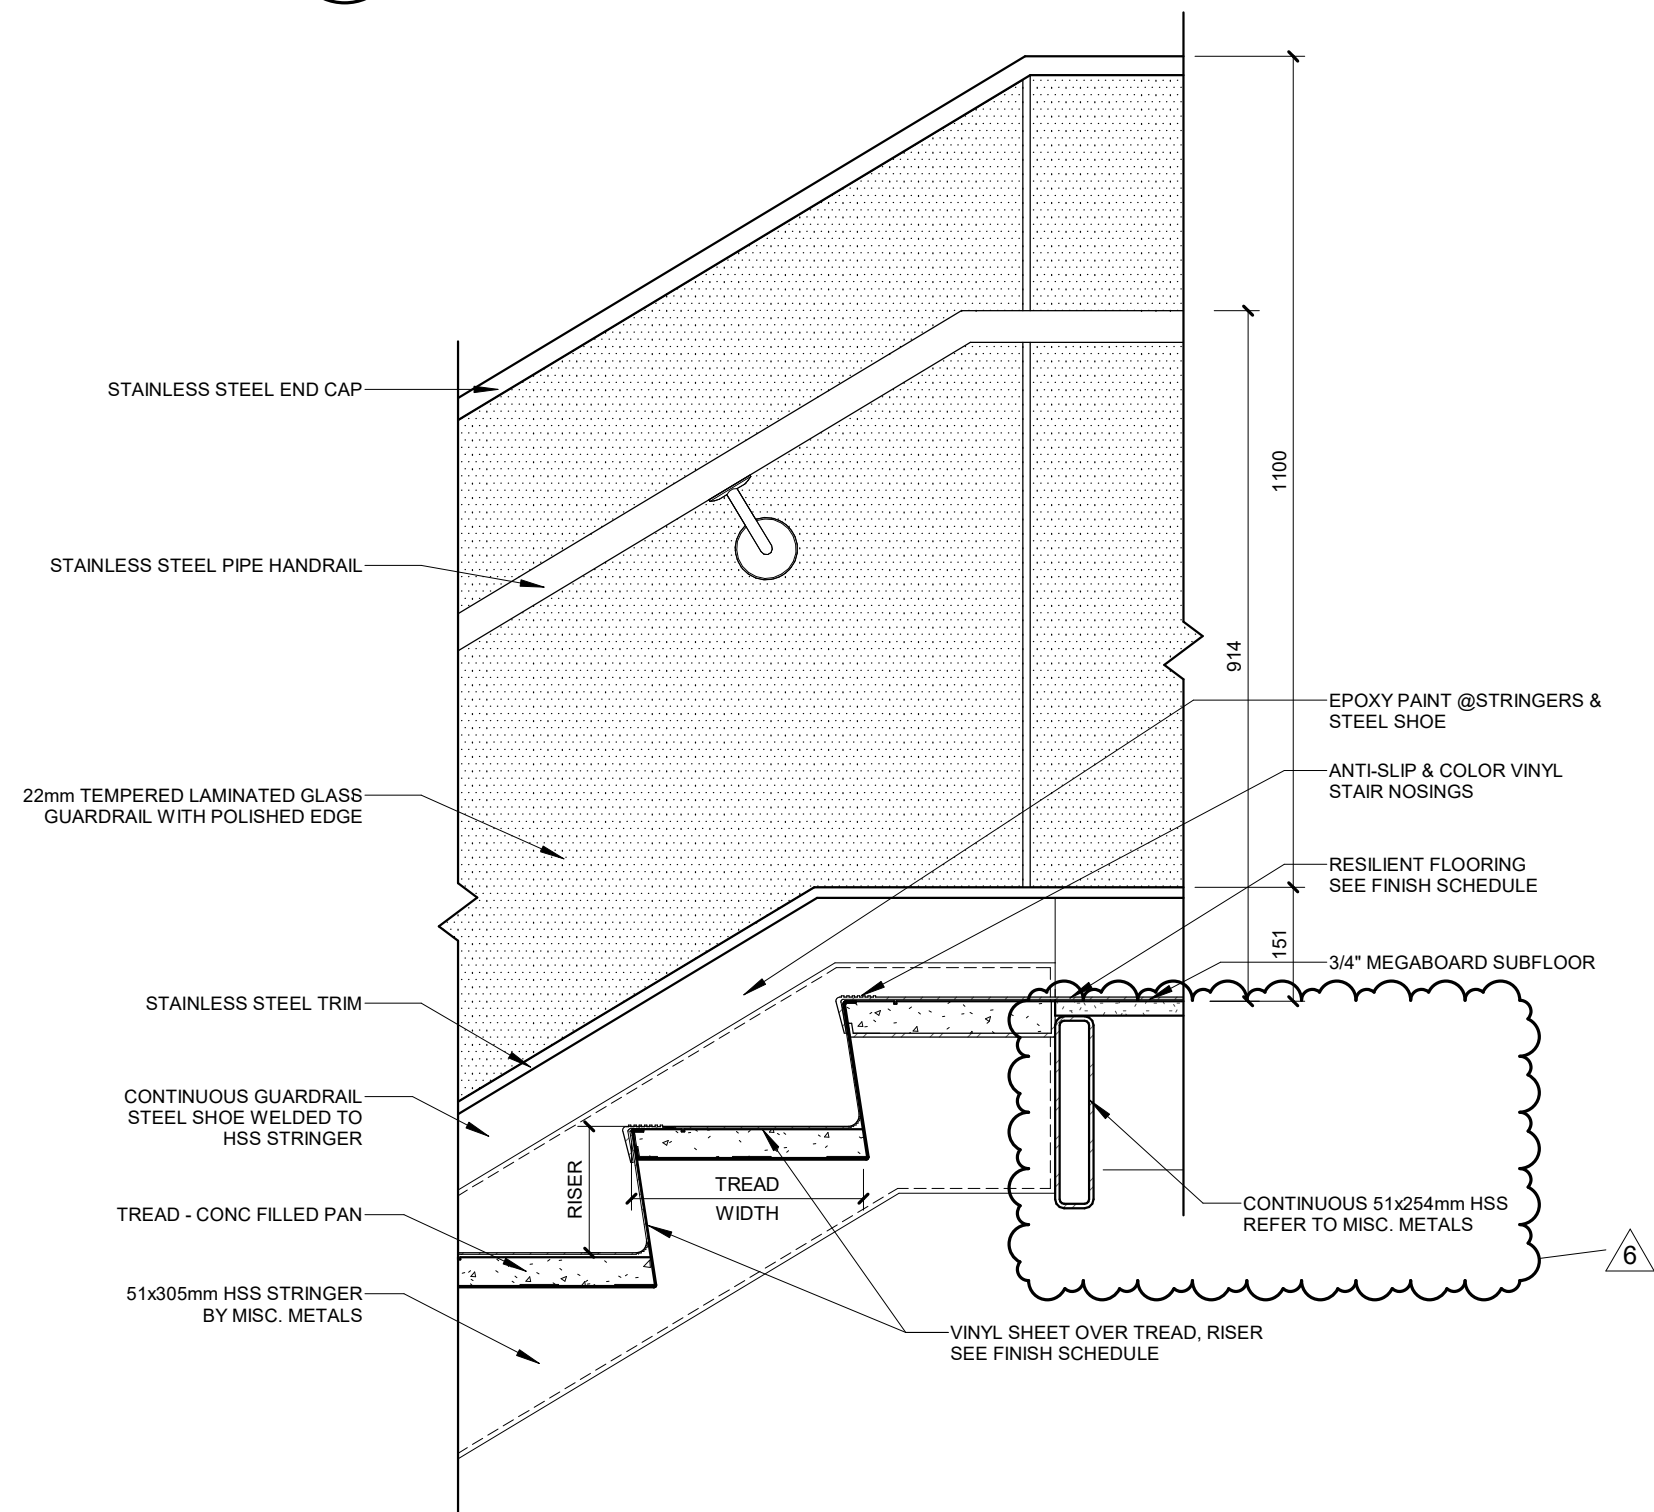 STAINLESS STEEL END CAP
STAINLESS STEEL PIPE HANDRAIL
22mm TEMPERED LAMINATED GLASS
GUARDRAIL WITH POLISHED EDGE
STAINLESS STEEL TRIM
CONTINUOUS GUARDRAIL
STEEL SHOE WELDED TO
HSS STRINGER
TREAD - CONC FILLED PAN
51x305mm HSS STRINGER
BY MISC. METALS
RISER
TREAD
WIDTH
1100
914
151
EPOXY PAINT @STRINGERS &
STEEL SHOE
ANTI-SLIP & COLOR VINYL
STAIR NOSINGS
RESILIENT FLOORING
SEE FINISH SCHEDULE
3/4" MEGABOARD SUBFLOOR
CONTINUOUS 51x254mm HSS
REFER TO MISC. METALS
6
VINYL SHEET OVER TREAD, RISER
SEE FINISH SCHEDULE